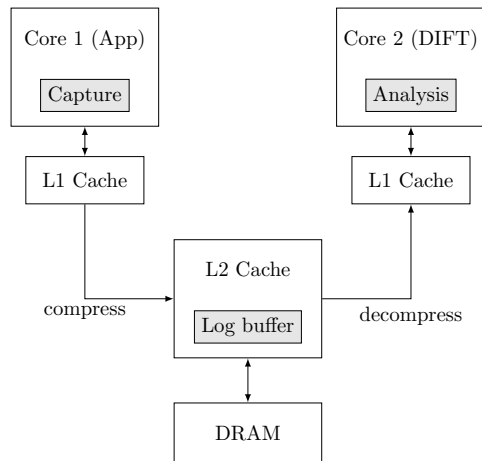 Core 1 (App)
Capture
Core 2 (DIFT)
Analysis
L1 Cache
L1 Cache
L2 Cache
Log buffer
compress
decompress
DRAM